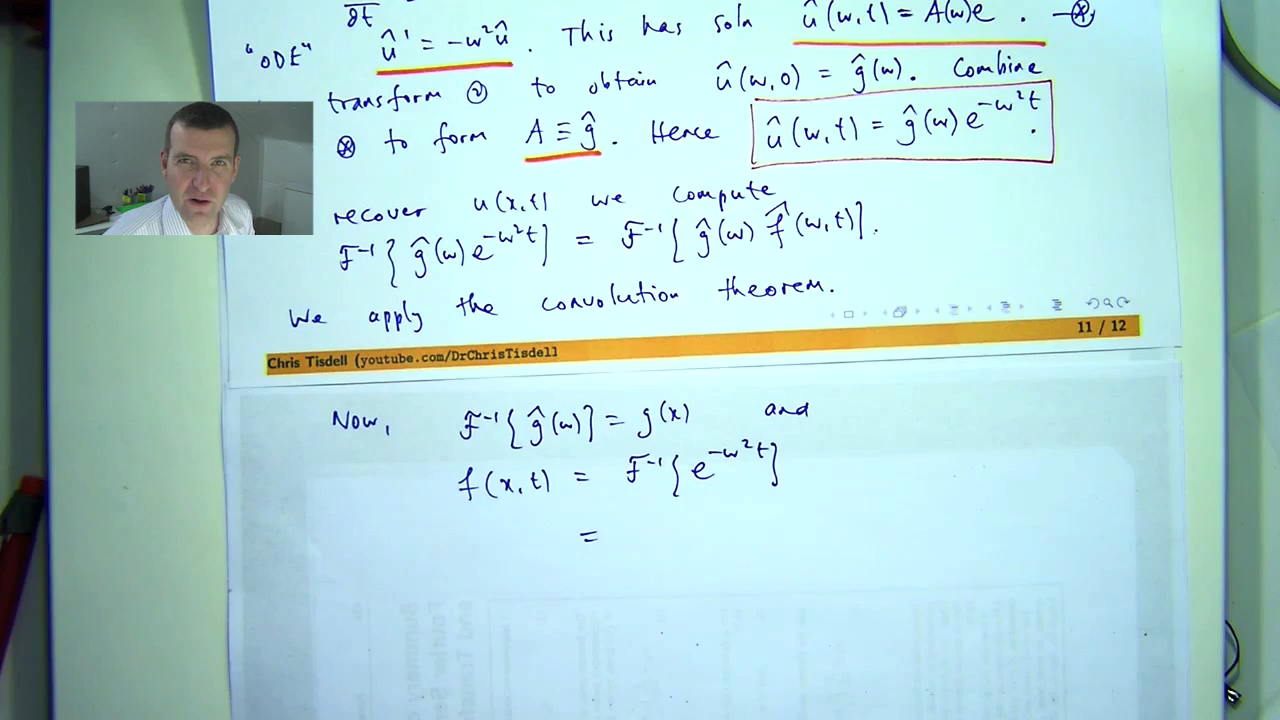 ∂t
"ODE" û' = -w²û . This has soln û(w,t) = A(w)e . —⊛
transform ② to obtain û(w,0) = ĝ(w). Combine
⊛ to form A ≡ ĝ . Hence û(w,t) = ĝ(w) e^{-w²t}.
recover u(x,t) we compute
F⁻¹{ ĝ(w) e^{-w²t} } = F⁻¹{ ĝ(w) f̂(w,t) }.
We apply the convolution theorem.
11 / 12
Chris Tisdell (youtube.com/DrChrisTisdell
Now, F⁻¹{ ĝ(w) } = g(x) and
f(x,t) = F⁻¹{ e^{-w²t} }
=